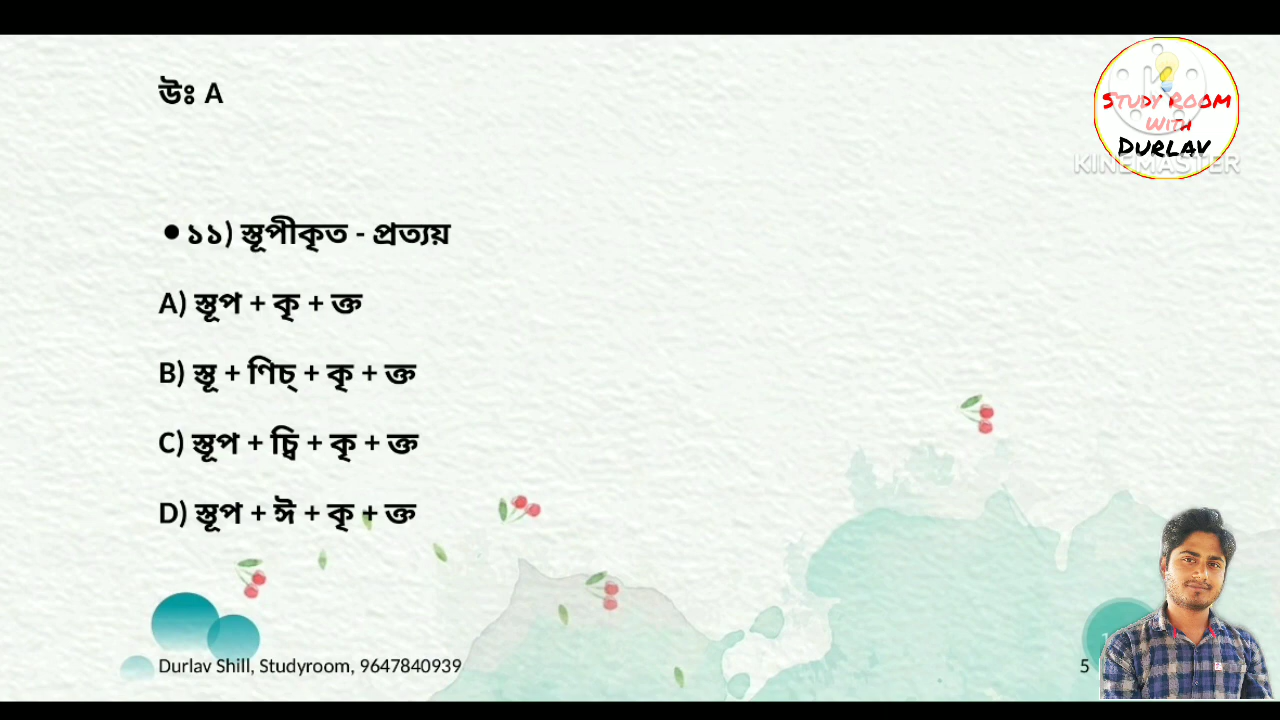 উঃ A
STUDY ROOM
WITH
DURLAV
KINEMASTER
• ১১) স্তূপীকৃত - প্রত্যয়
A) স্তূপ + কৃ + ক্ত
B) স্তূ + ণিচ্ + কৃ + ক্ত
C) স্তূপ + চ্বি + কৃ + ক্ত
D) স্তূপ + ঈ + কৃ + ক্ত
Durlav Shill, Studyroom, 9647840939
5